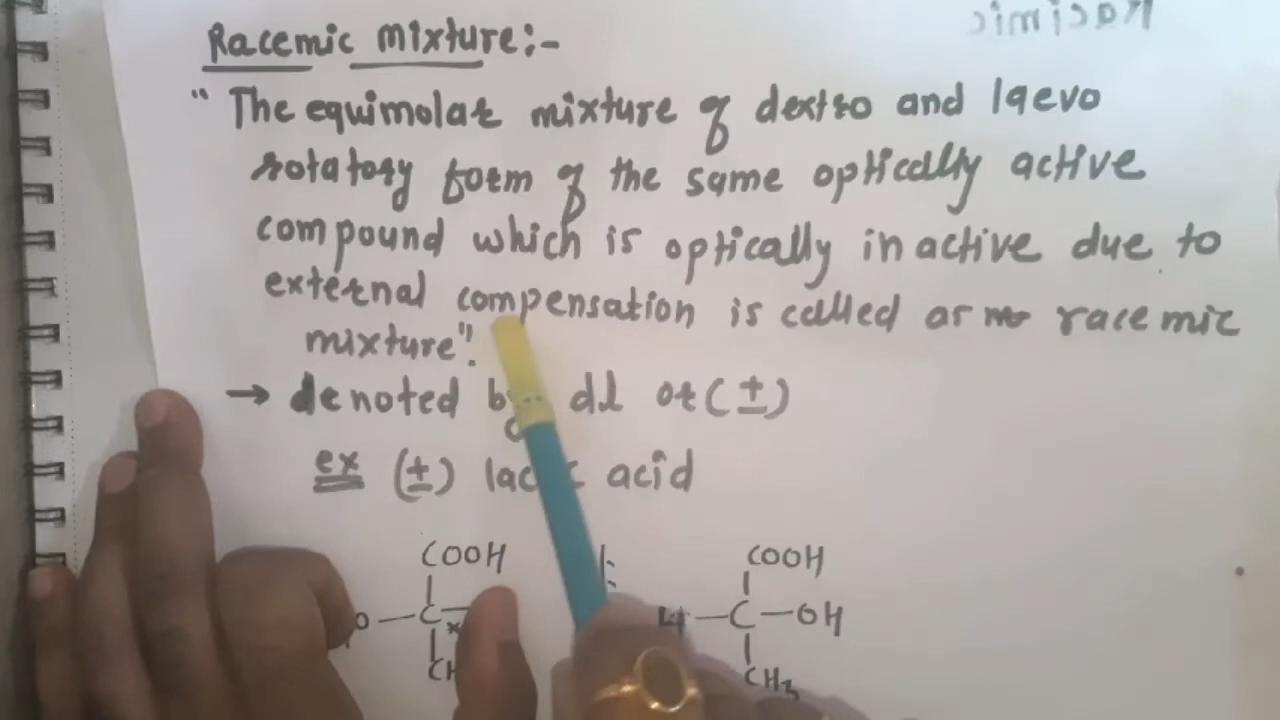 Racimic
Racemic mixture:-
" The equimolar mixture of dextro and laevo
rotatory form of the same optically active
compound which is optically inactive due to
external compensation is called as racemic
mixture".
→ denoted by dl or (±)
ex (±) acid
COOH COOH
C H—C—OH
x
CH3